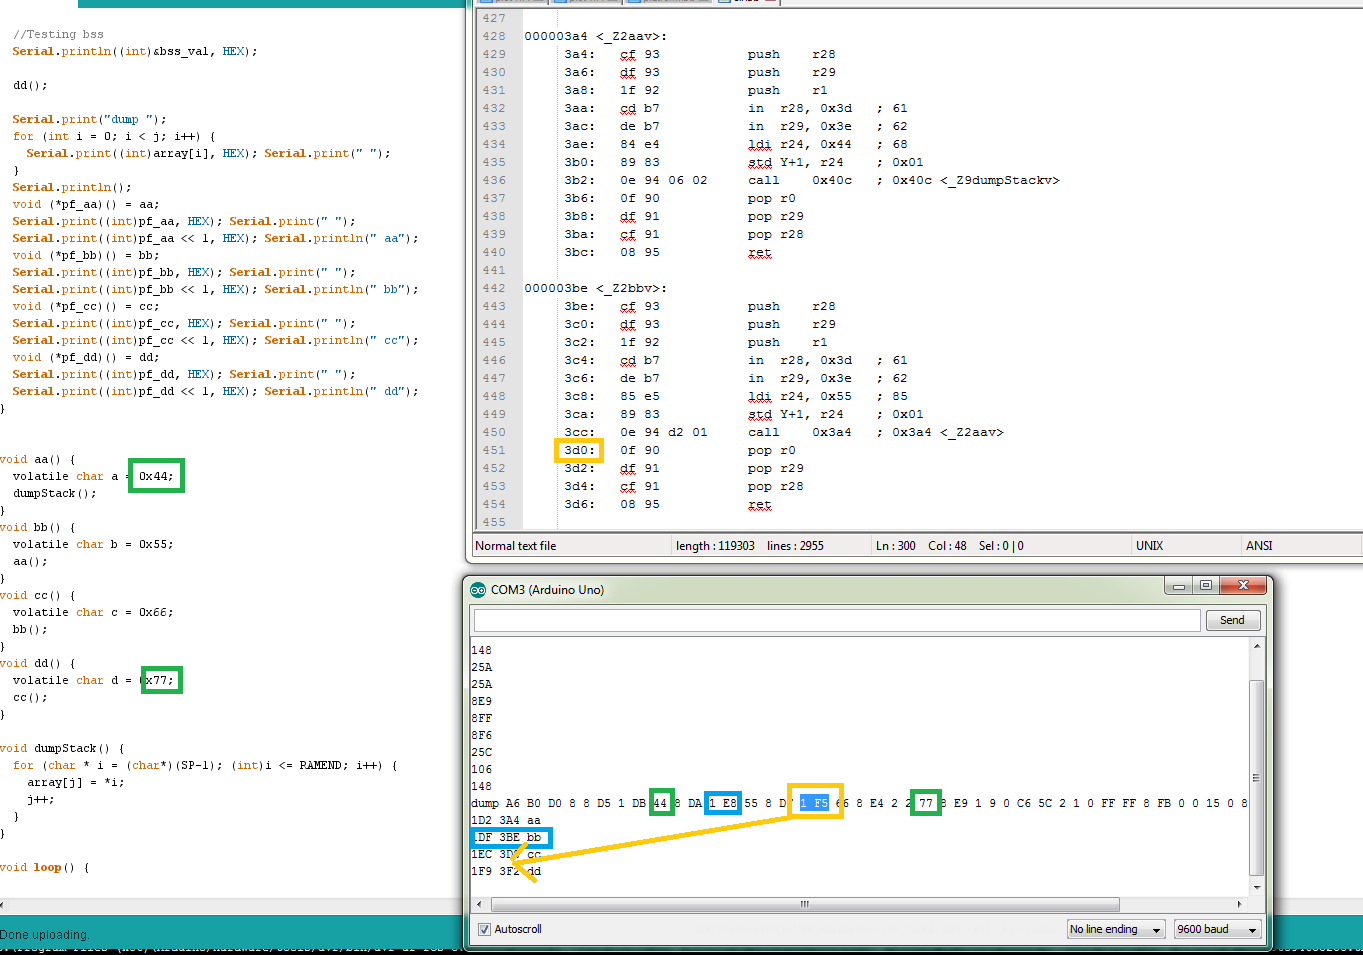 //Testing bss
Serial.println((int)&bss_val, HEX);
dd();
Serial.print("dump ");
for (int i = 0; i < j; i++) {
Serial.print((int)array[i], HEX); Serial.print(" ");
}
Serial.println();
void (*pf_aa)() = aa;
Serial.print((int)pf_aa, HEX); Serial.print(" ");
Serial.print((int)pf_aa << 1, HEX); Serial.println(" aa");
void (*pf_bb)() = bb;
Serial.print((int)pf_bb, HEX); Serial.print(" ");
Serial.print((int)pf_bb << 1, HEX); Serial.println(" bb");
void (*pf_cc)() = cc;
Serial.print((int)pf_cc, HEX); Serial.print(" ");
Serial.print((int)pf_cc << 1, HEX); Serial.println(" cc");
void (*pf_dd)() = dd;
Serial.print((int)pf_dd, HEX); Serial.print(" ");
Serial.print((int)pf_dd << 1, HEX); Serial.println(" dd");
}
void aa() {
volatile char a = 0x44;
dumpStack();
}
void bb() {
volatile char b = 0x55;
aa();
}
void cc() {
volatile char c = 0x66;
bb();
}
void dd() {
volatile char d = 0x77;
cc();
}
void dumpStack() {
for (char * i = (char*)(SP-1); (int)i <= RAMEND; i++) {
array[j] = *i;
j++;
}
}
void loop() {
Done uploading.
427
428 000003a4 <_Z2aav>:
429 3a4: cf 93 push r28
430 3a6: df 93 push r29
431 3a8: 1f 92 push r1
432 3aa: cd b7 in r28, 0x3d ; 61
433 3ac: de b7 in r29, 0x3e ; 62
434 3ae: 84 e4 ldi r24, 0x44 ; 68
435 3b0: 89 83 std Y+1, r24 ; 0x01
436 3b2: 0e 94 06 02 call 0x40c ; 0x40c <_Z9dumpStackv>
437 3b6: 0f 90 pop r0
438 3b8: df 91 pop r29
439 3ba: cf 91 pop r28
440 3bc: 08 95 ret
441
442 000003be <_Z2bbv>:
443 3be: cf 93 push r28
444 3c0: df 93 push r29
445 3c2: 1f 92 push r1
446 3c4: cd b7 in r28, 0x3d ; 61
447 3c6: de b7 in r29, 0x3e ; 62
448 3c8: 85 e5 ldi r24, 0x55 ; 85
449 3ca: 89 83 std Y+1, r24 ; 0x01
450 3cc: 0e 94 d2 01 call 0x3a4 ; 0x3a4 <_Z2aav>
451 3d0: 0f 90 pop r0
452 3d2: df 91 pop r29
453 3d4: cf 91 pop r28
454 3d6: 08 95 ret
455
Normal text file length : 119303 lines : 2955 Ln : 300 Col : 48 Sel : 0 | 0 UNIX ANSI
COM3 (Arduino Uno)
Send
148
25A
25A
8E9
8FF
8F6
25C
106
148
dump A6 B0 D0 8 8 D5 1 DB 44 8 DA 1 E8 55 8 1 F5 66 8 E4 2 2 77 8 E9 1 9 0 C6 5C 2 1 0 FF FF 8 FB 0 0 15 0 8
1D2 3A4 aa
1DF 3BE bb
1EC cc
1F9 3F2 dd
Autoscroll
No line ending 9600 baud